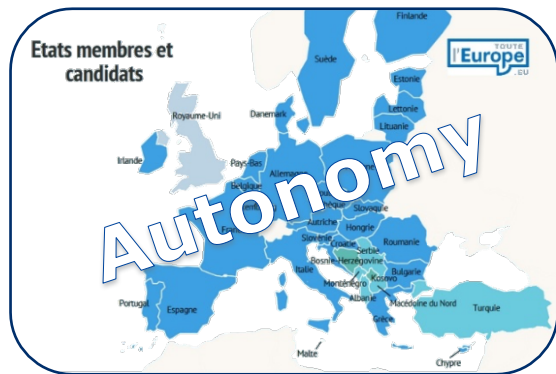 Etats membres et
candidats
TOUTE
l'Europe
.EU
Finlande
Suède
Estonie
Lettonie
Lituanie
Danemark
Royaume-Uni
Irlande
Pays-Bas
Allemagne
Belgique
Autonomy
Slovaquie
Autriche
Hongrie
Slovénie
Croatie
Roumanie
Serbie
Bosnie-Herzégovine
Italie
Kosovo
Bulgarie
Monténégro
Albanie
Macédoine du Nord
Portugal
Espagne
Turquie
Grèce
Malte
Chypre